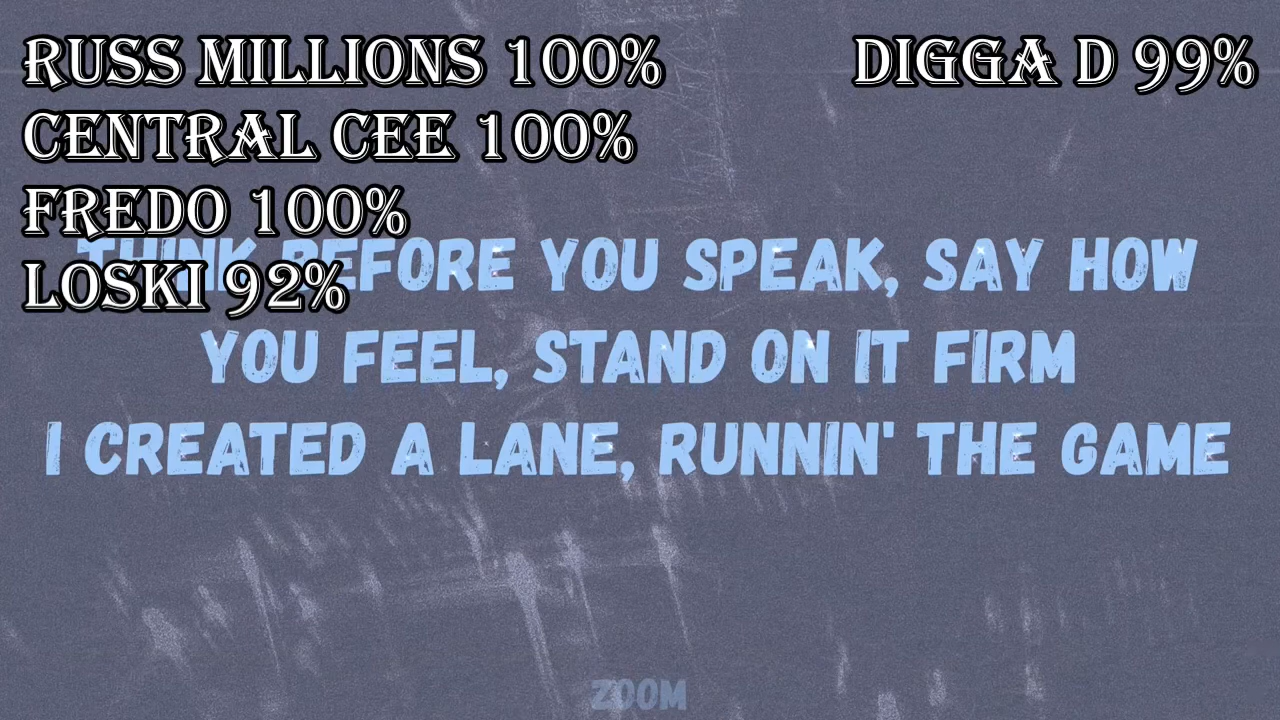 RUSS MILLIONS 100%
DIGGA D 99%
CENTRAL CEE 100%
FREDO 100%
LOSKI 92%
THINK BEFORE YOU SPEAK, SAY HOW
YOU FEEL, STAND ON IT FIRM
I CREATED A LANE, RUNNIN' THE GAME
ZOOM